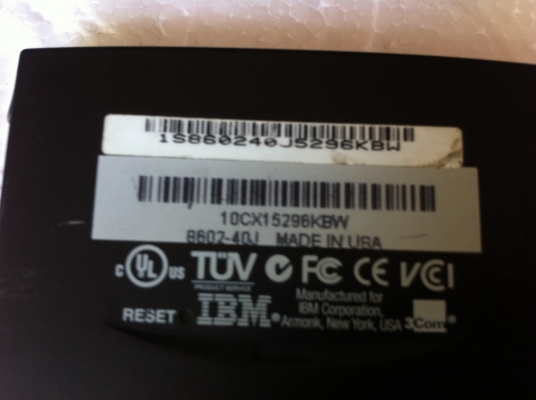 1S860240J5296KBW
10CX15296KBW
8602-40J MADE IN USA
c UL us TÜV PRODUCT SERVICE FC CE VCI
RESET IBM® Manufactured for
IBM Corporation,
Armonk, New York, USA 3Com®